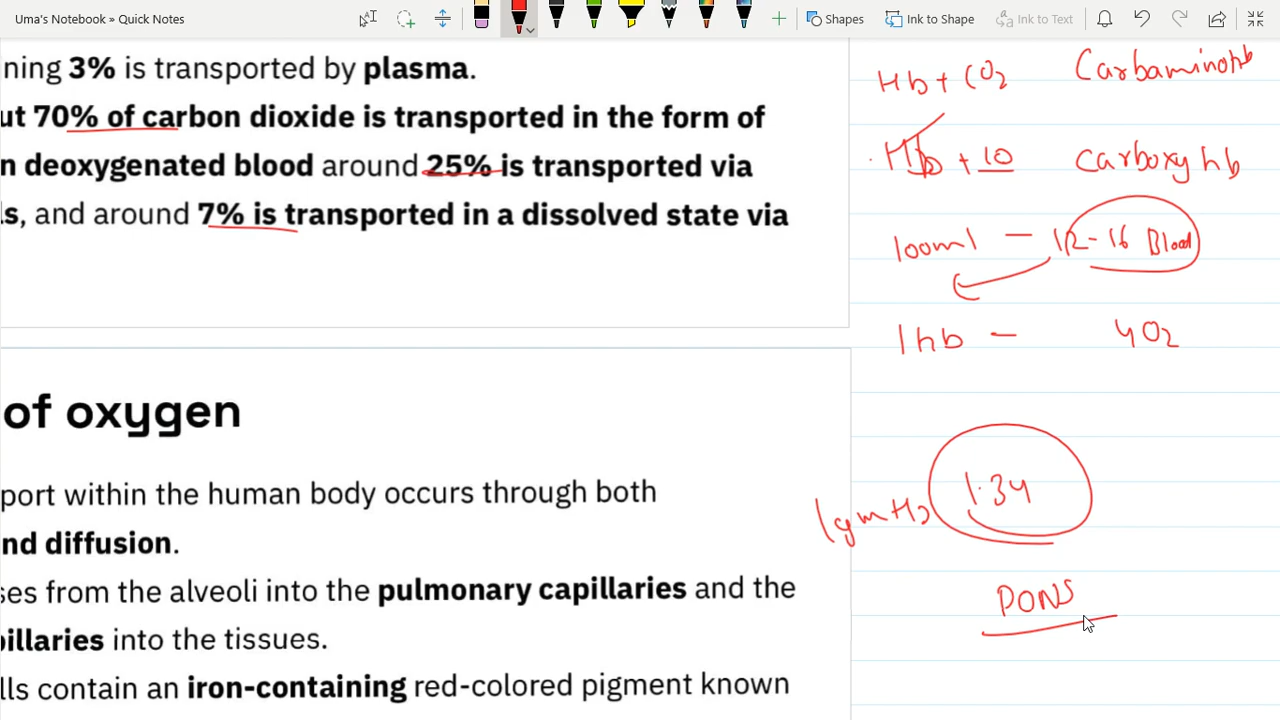 Uma's Notebook » Quick Notes
Shapes
Ink to Shape
Ink to Text
ning 3% is transported by plasma.
ut 70% of carbon dioxide is transported in the form of
n deoxygenated blood around 25% is transported via
s, and around 7% is transported in a dissolved state via
of oxygen
port within the human body occurs through both
nd diffusion.
ses from the alveoli into the pulmonary capillaries and the
pillaries into the tissues.
lls contain an iron-containing red-colored pigment known
Hb + CO2 Carbaminohb
Hb + CO Carboxy hb
100ml — 12-16 Blood
1hb — 4O2
1gm Hb 1.34
PONS